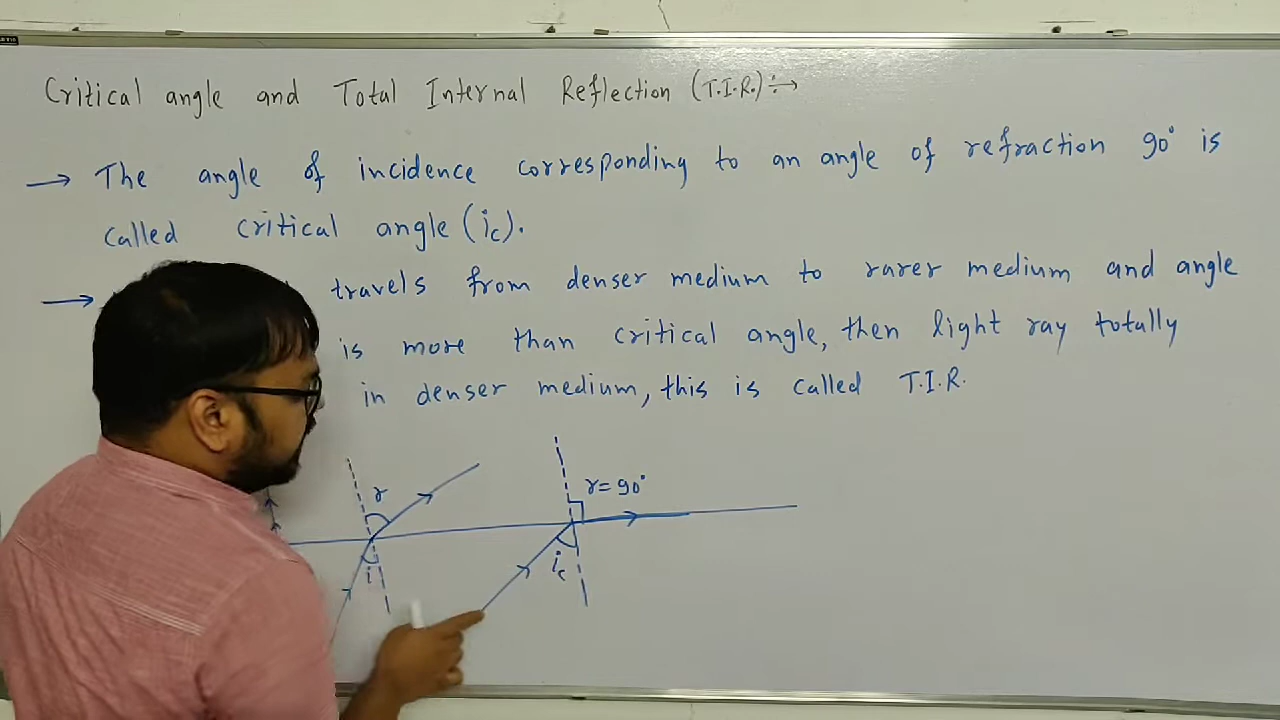 Critical angle and Total Internal Reflection (T.I.R.) :→
→ The angle of incidence corresponding to an angle of refraction 90° is
called critical angle (ic).
→ travels from denser medium to rarer medium and angle
is more than critical angle, then light ray totally
in denser medium, this is called T.I.R.
r
i
r=90°
ic